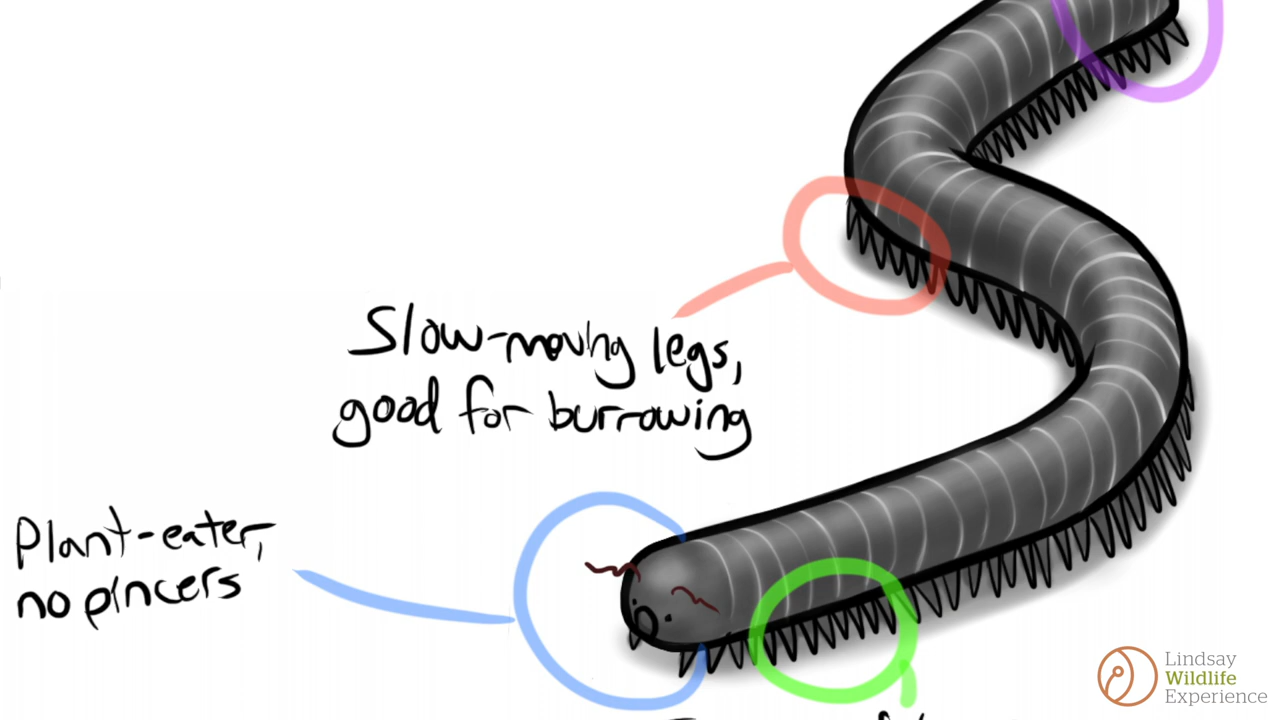 Slow-moving legs,
good for burrowing
Plant-eater,
no pincers
Lindsay
Wildlife
Experience